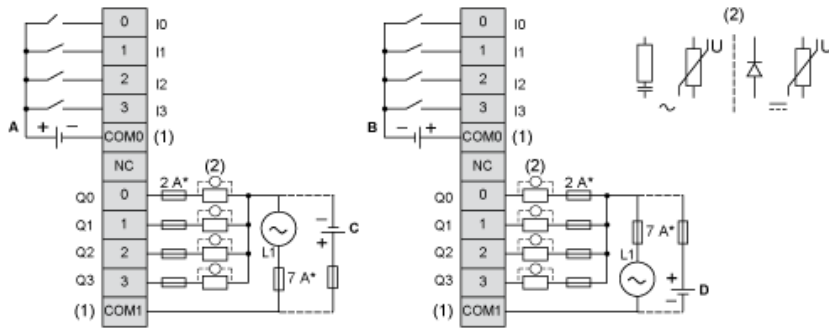 0 I0
1 I1
2 I2
3 I3
A + − COM0 (1)
NC
(2)
Q0 0 2 A*
Q1 1
Q2 2
Q3 3
L1 7 A*
− + C
(1) COM1
0 I0
1 I1
2 I2
3 I3
B − + COM0 (1)
NC
(2)
Q0 0 2 A*
Q1 1
Q2 2
Q3 3
7 A*
L1
+ − D
(1) COM1
(2)
U U